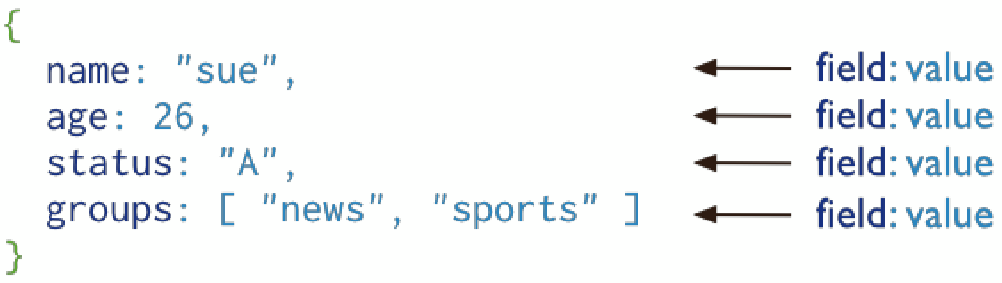 {
name: "sue", field: value
age: 26, field: value
status: "A", field: value
groups: [ "news", "sports" ] field: value
}